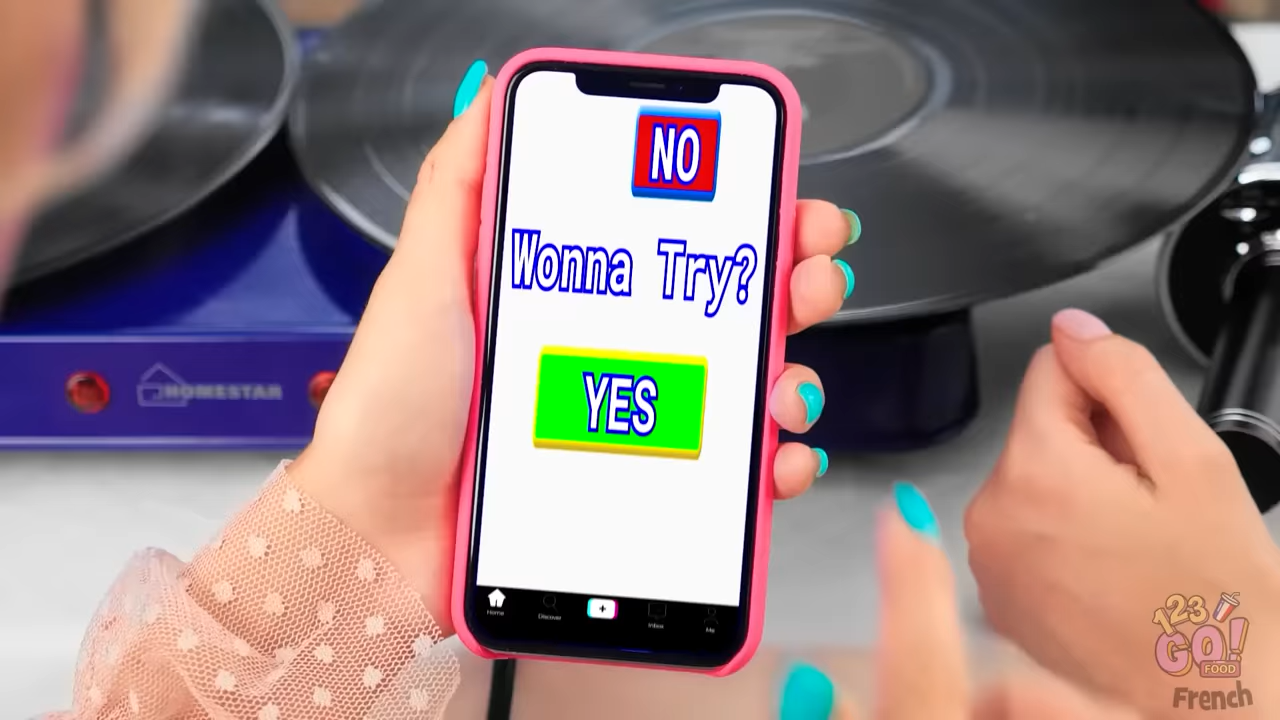 NO
Wonna Try?
YES
HOMESTAR
Home
Discover
Inbox
Me
123
GO!
FOOD
French